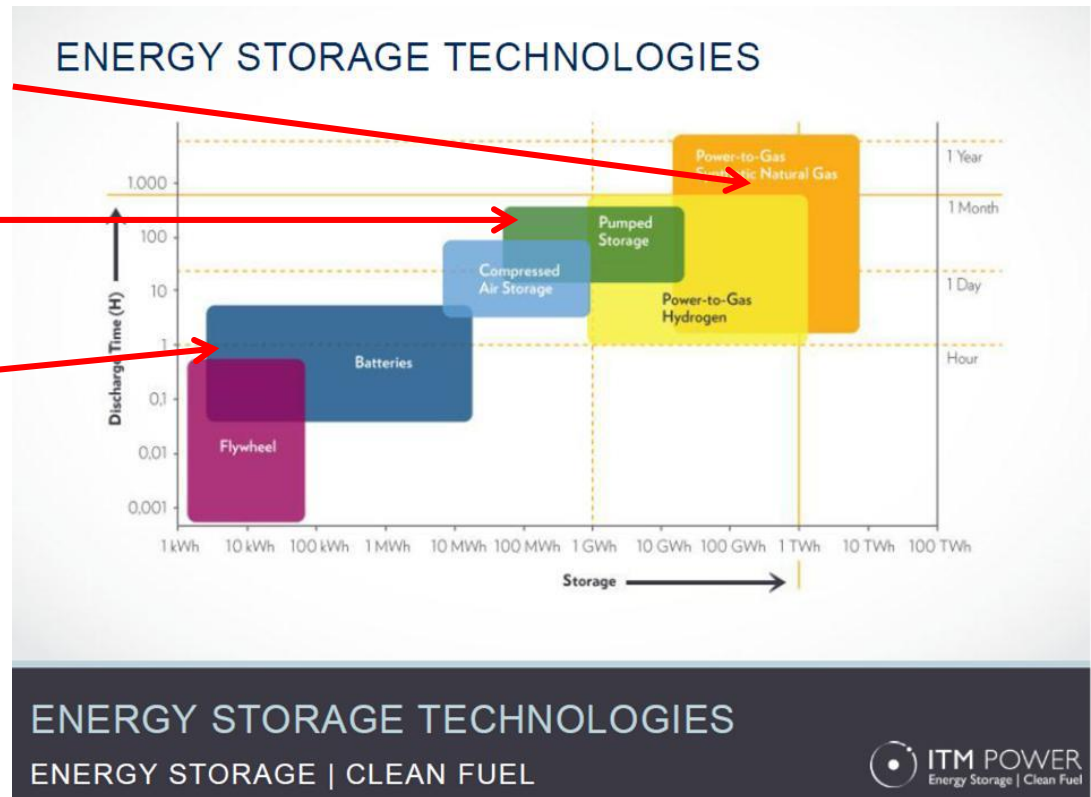 ENERGY STORAGE TECHNOLOGIES
Power-to-Gas
Synthetic Natural Gas
1 Year
1.000
1 Month
Pumped
Storage
100
Compressed
Air Storage
1 Day
10
Power-to-Gas
Hydrogen
Discharge Time (H)
1
Hour
Batteries
0,1
Flywheel
0,01
0,001
1 kWh 10 kWh 100 kWh 1 MWh 10 MWh 100 MWh 1 GWh 10 GWh 100 GWh 1 TWh 10 TWh 100 TWh
Storage
ENERGY STORAGE TECHNOLOGIES
ENERGY STORAGE | CLEAN FUEL
ITM POWER
Energy Storage | Clean Fuel